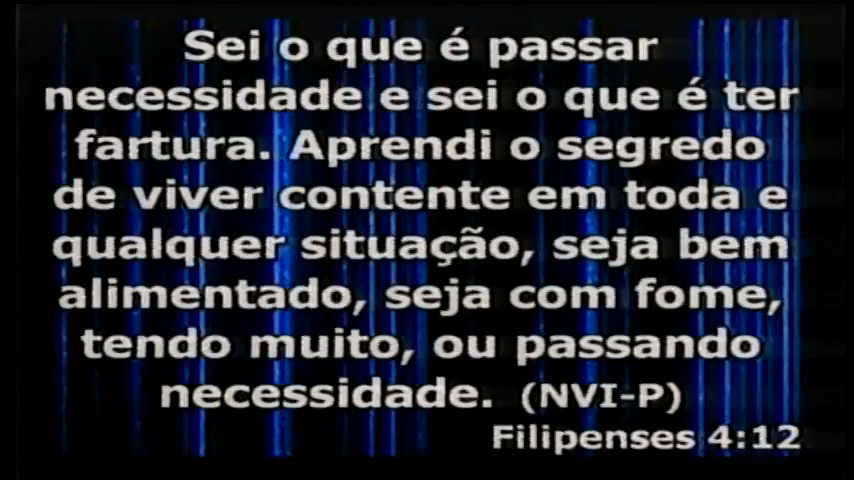 Sei o que é passar
necessidade e sei o que é ter
fartura. Aprendi o segredo
de viver contente em toda e
qualquer situação, seja bem
alimentado, seja com fome,
tendo muito, ou passando
necessidade. (NVI-P)
Filipenses 4:12